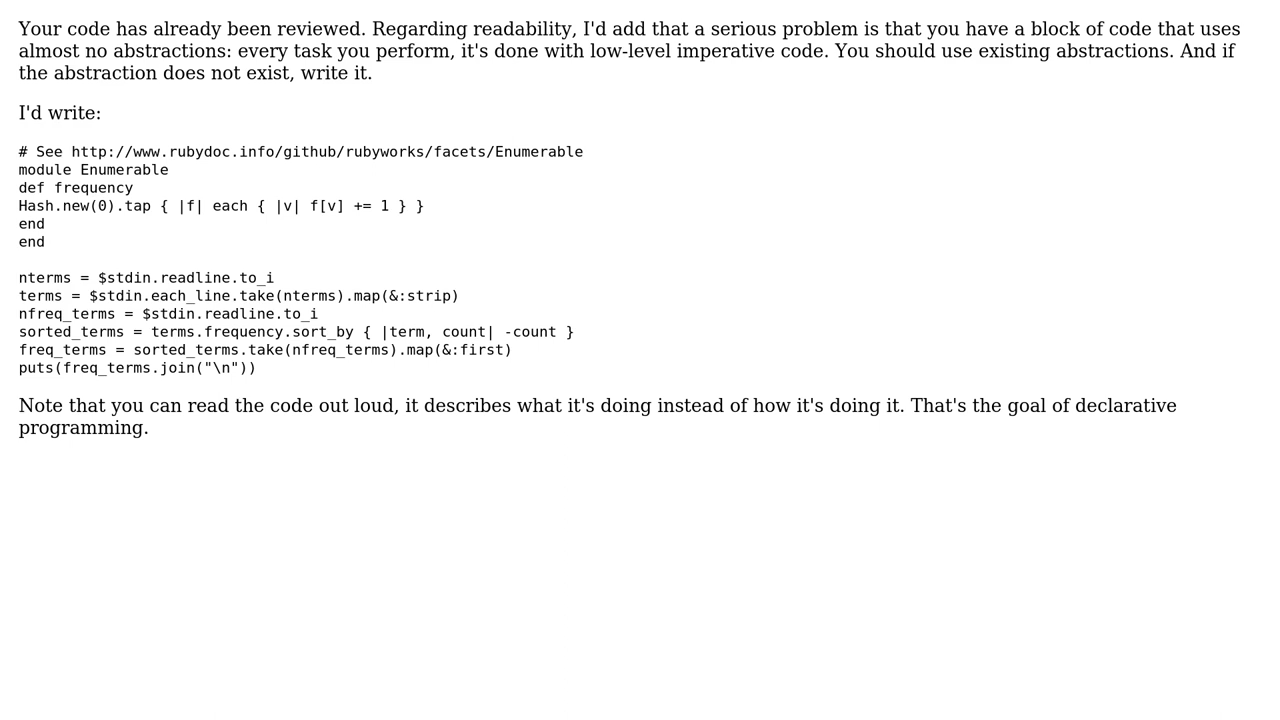 Your code has already been reviewed. Regarding readability, I'd add that a serious problem is that you have a block of code that uses
almost no abstractions: every task you perform, it's done with low-level imperative code. You should use existing abstractions. And if
the abstraction does not exist, write it.
I'd write:
# See http://www.rubydoc.info/github/rubyworks/facets/Enumerable
module Enumerable
def frequency
Hash.new(0).tap { |f| each { |v| f[v] += 1 } }
end
end
nterms = $stdin.readline.to_i
terms = $stdin.each_line.take(nterms).map(&:strip)
nfreq_terms = $stdin.readline.to_i
sorted_terms = terms.frequency.sort_by { |term, count| -count }
freq_terms = sorted_terms.take(nfreq_terms).map(&:first)
puts(freq_terms.join("\n"))
Note that you can read the code out loud, it describes what it's doing instead of how it's doing it. That's the goal of declarative
programming.